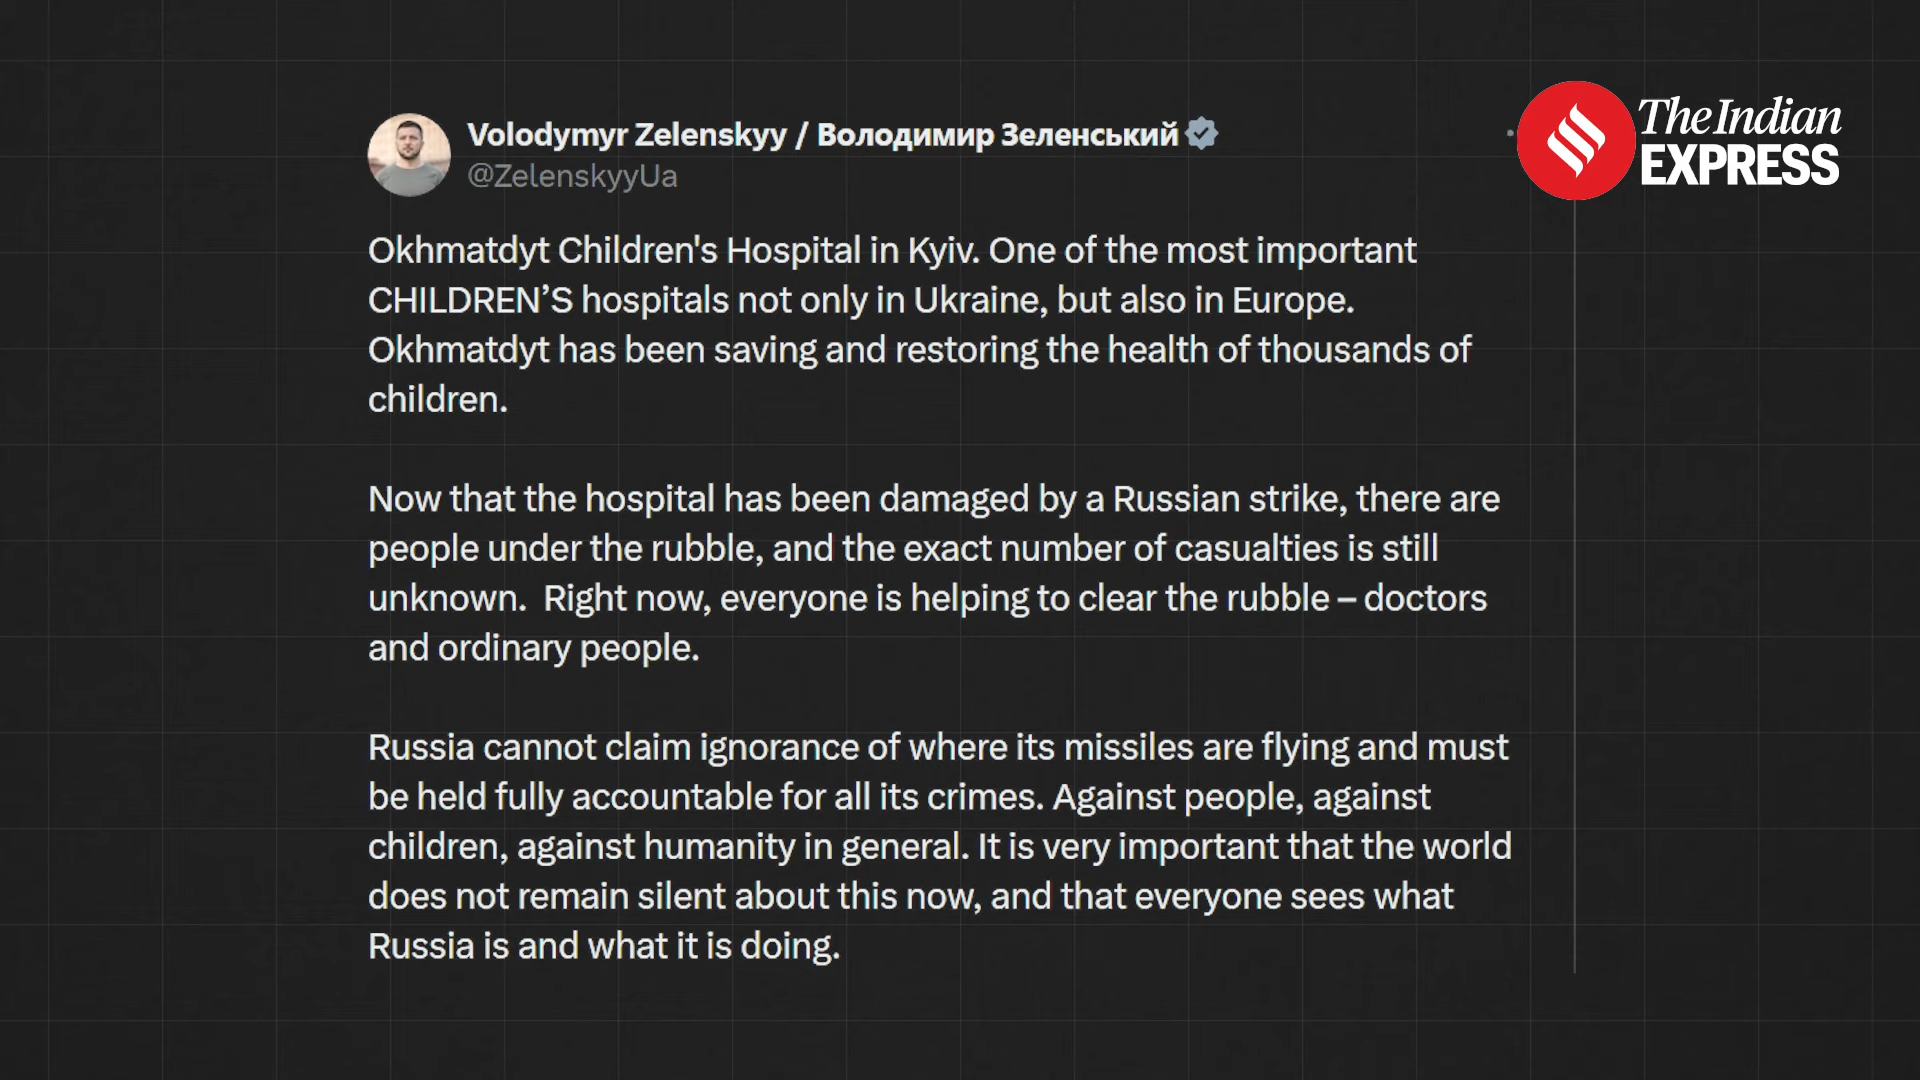 Volodymyr Zelenskyy / Володимир Зеленський
@ZelenskyyUa
The Indian
EXPRESS
Okhmatdyt Children's Hospital in Kyiv. One of the most important
CHILDREN’S hospitals not only in Ukraine, but also in Europe.
Okhmatdyt has been saving and restoring the health of thousands of
children.
Now that the hospital has been damaged by a Russian strike, there are
people under the rubble, and the exact number of casualties is still
unknown.  Right now, everyone is helping to clear the rubble – doctors
and ordinary people.
Russia cannot claim ignorance of where its missiles are flying and must
be held fully accountable for all its crimes. Against people, against
children, against humanity in general. It is very important that the world
does not remain silent about this now, and that everyone sees what
Russia is and what it is doing.